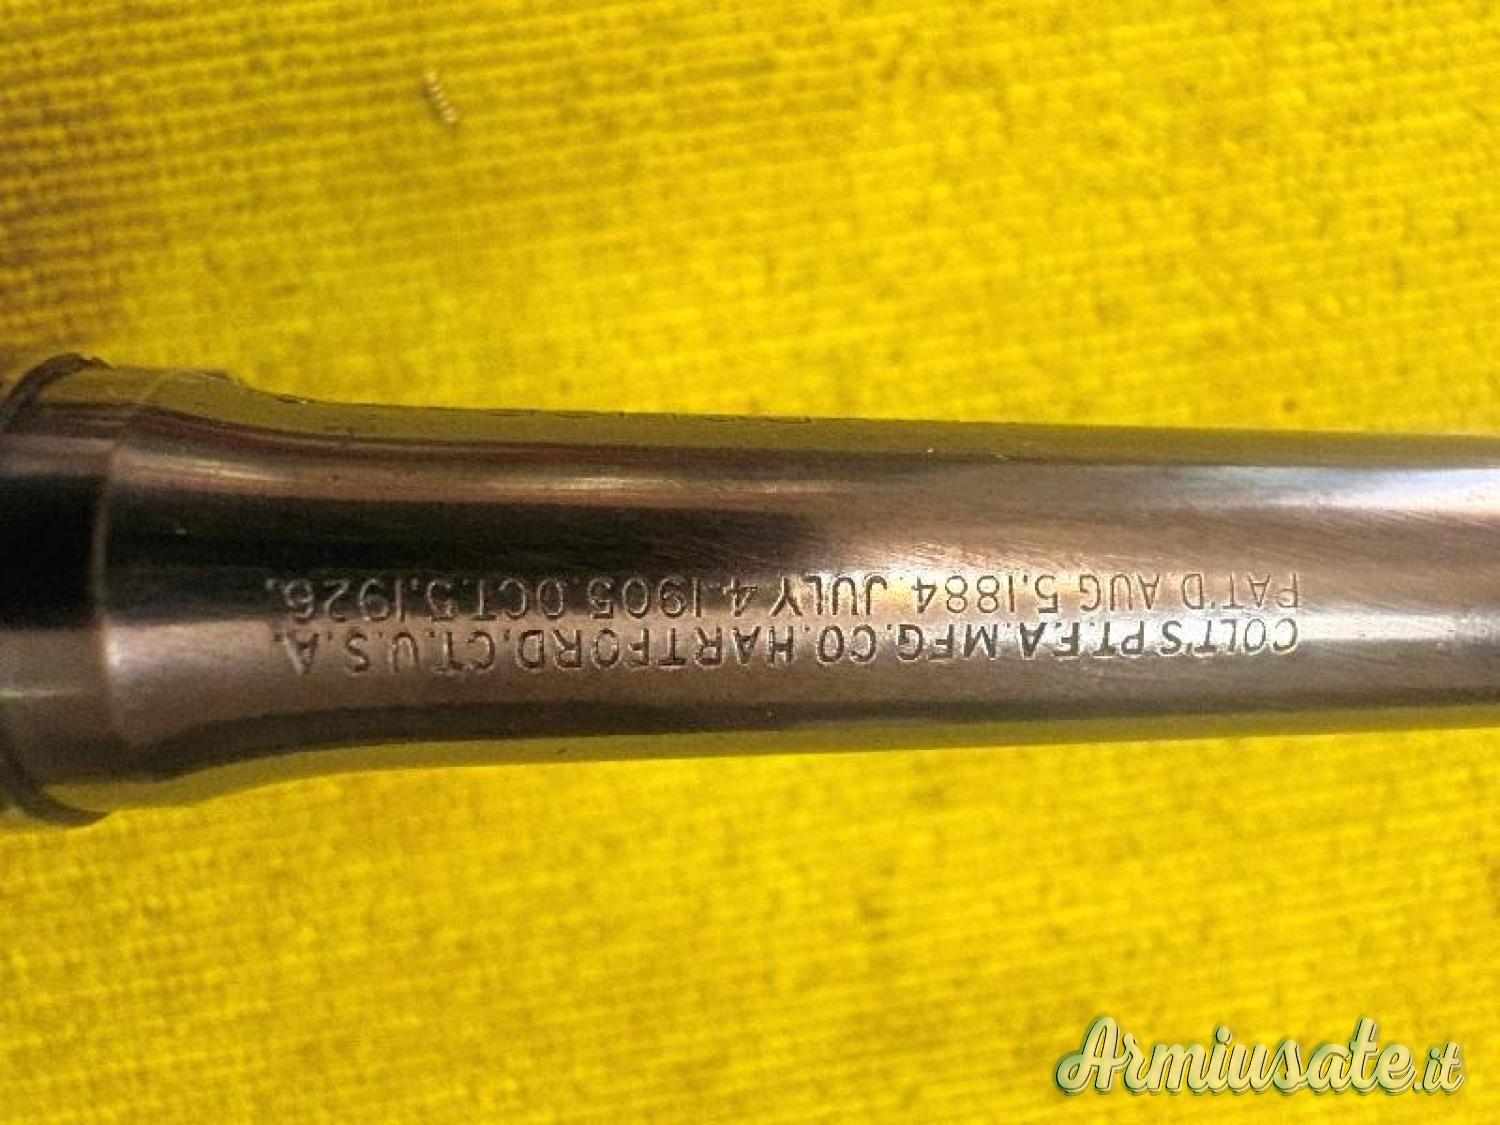 COLT'S PT.F.A.MFG.CO.HARTFORD,CT.U.S.A.
PAT'D AUG 5,1884. JULY 4.1905.OCT.5,1926.
Armiusate.it